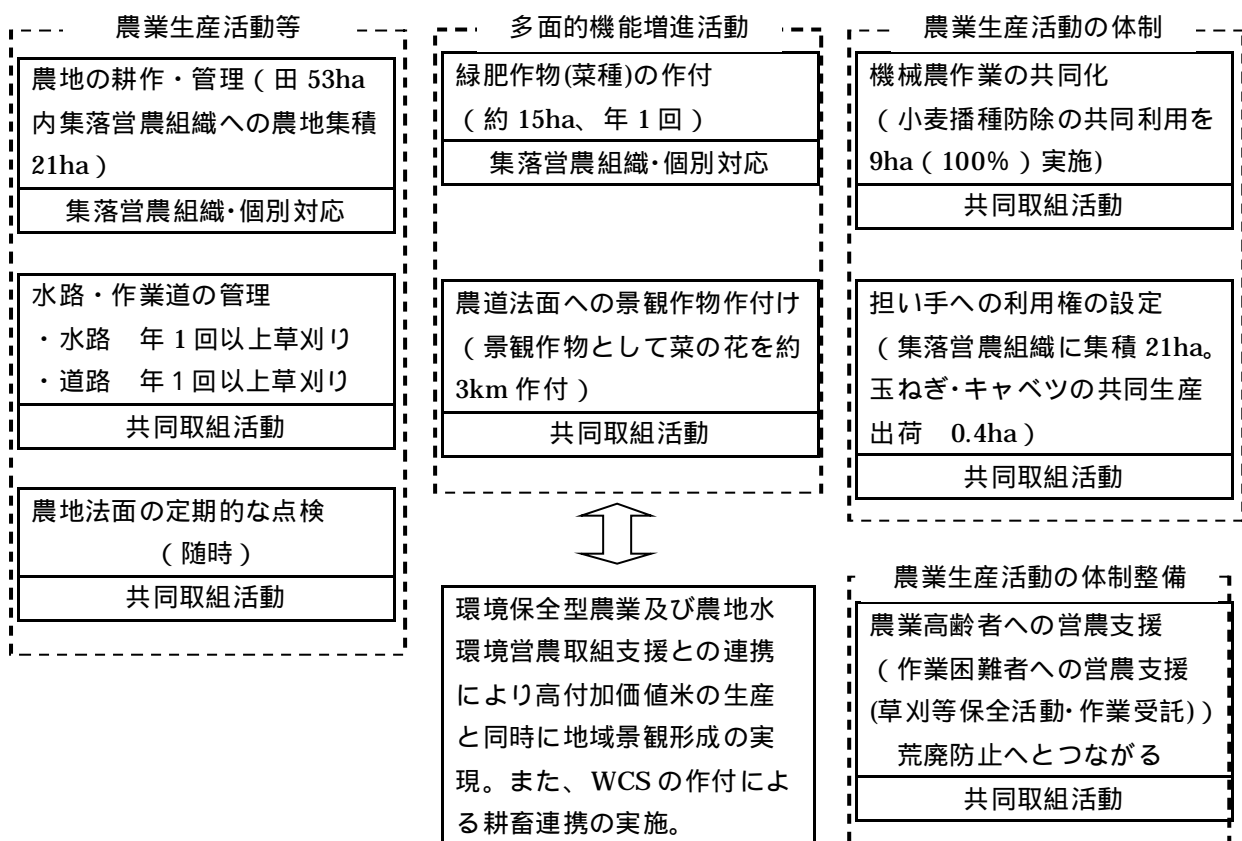 農業生産活動等
農地の耕作・管理(田 53ha
内集落営農組織への農地集積
21ha)
集落営農組織・個別対応
水路・作業道の管理
・水路　年 1 回以上草刈り
・道路　年１回以上草刈り
共同取組活動
農地法面の定期的な点検
(随時)
共同取組活動
多面的機能増進活動
緑肥作物(菜種)の作付
(約 15ha、年 1 回)
集落営農組織・個別対応
農道法面への景観作物作付け
(景観作物として菜の花を約
3km 作付)
共同取組活動
環境保全型農業及び農地水
環境営農取組支援との連携
により高付加価値米の生産
と同時に地域景観形成の実
現。また、WCS の作付によ
る耕畜連携の実施。
農業生産活動の体制
機械農作業の共同化
(小麦播種防除の共同利用を
9ha(100%)実施)
共同取組活動
担い手への利用権の設定
(集落営農組織に集積 21ha。
玉ねぎ・キャベツの共同生産
出荷　0.4ha)
共同取組活動
農業生産活動の体制整備
農業高齢者への営農支援
(作業困難者への営農支援
(草刈等保全活動・作業受託))
荒廃防止へとつながる
共同取組活動